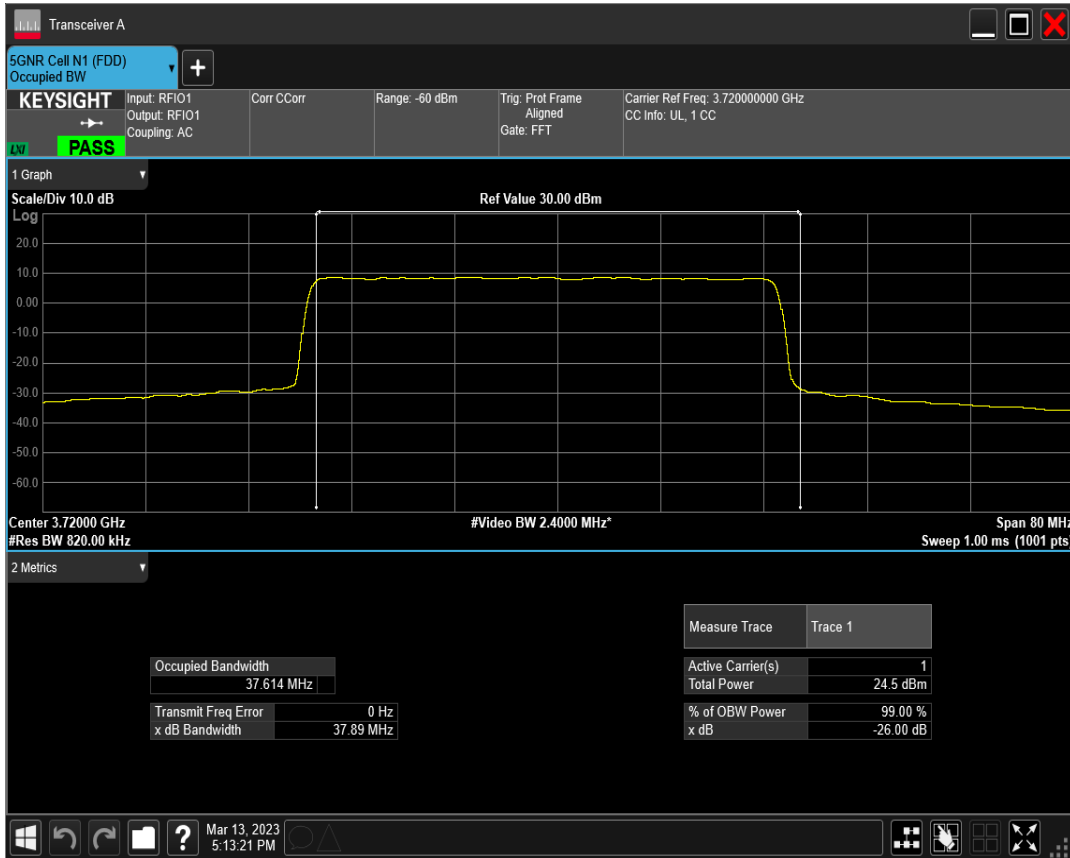 Transceiver A
5GNR Cell N1 (FDD)
Occupied BW
+
KEYSIGHT
LXI
PASS
Input: RFIO1
Output: RFIO1
Coupling: AC
Corr CCorr
Range: -60 dBm
Trig: Prot Frame
Aligned
Gate: FFT
Carrier Ref Freq: 3.720000000 GHz
CC Info: UL, 1 CC
1 Graph
Scale/Div 10.0 dB
Ref Value 30.00 dBm
Log
20.0
10.0
0.00
-10.0
-20.0
-30.0
-40.0
-50.0
-60.0
Center 3.72000 GHz
#Video BW 2.4000 MHz*
Span 80 MHz
#Res BW 820.00 kHz
Sweep 1.00 ms (1001 pts)
2 Metrics
Measure Trace Trace 1
Occupied Bandwidth
37.614 MHz
Active Carrier(s) 1
Total Power 24.5 dBm
Transmit Freq Error 0 Hz
x dB Bandwidth 37.89 MHz
% of OBW Power 99.00 %
x dB -26.00 dB
?
Mar 13, 2023
5:13:21 PM